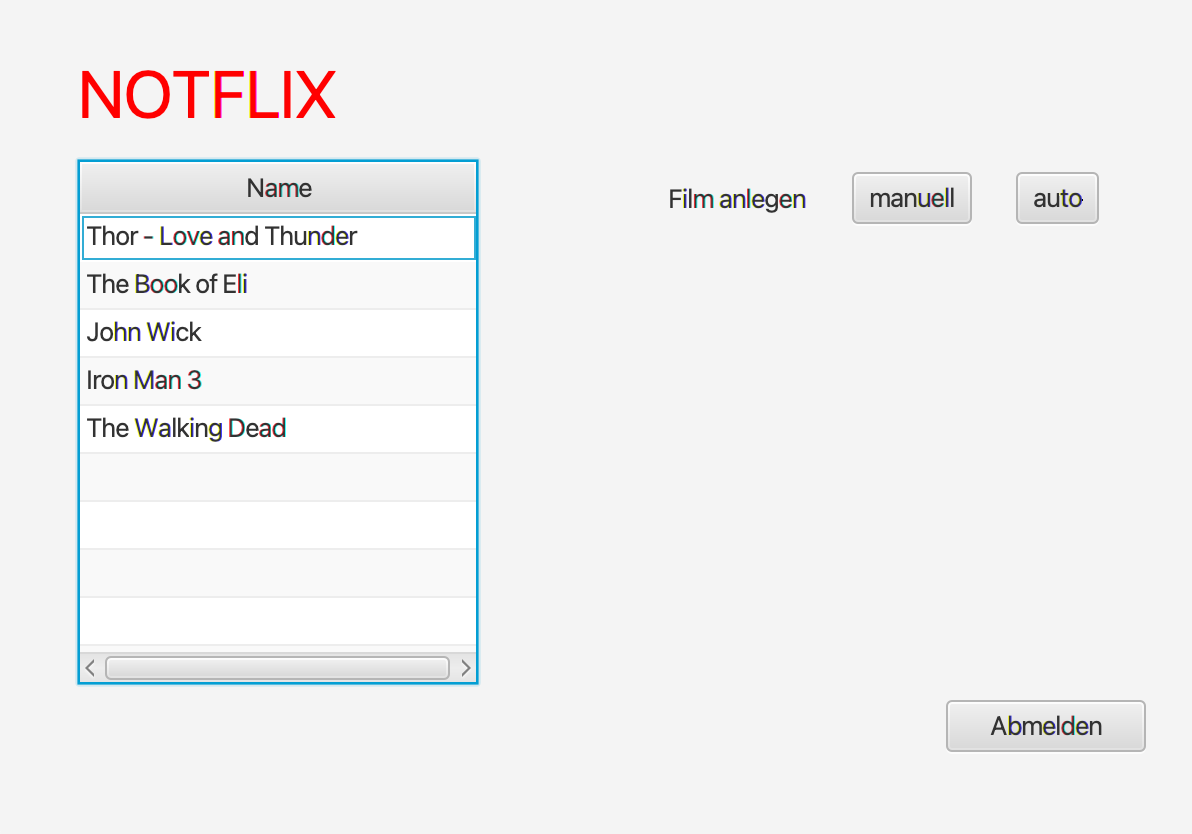 NOTFLIX
Name
Thor - Love and Thunder
The Book of Eli
John Wick
Iron Man 3
The Walking Dead
Film anlegen
manuell
auto
Abmelden